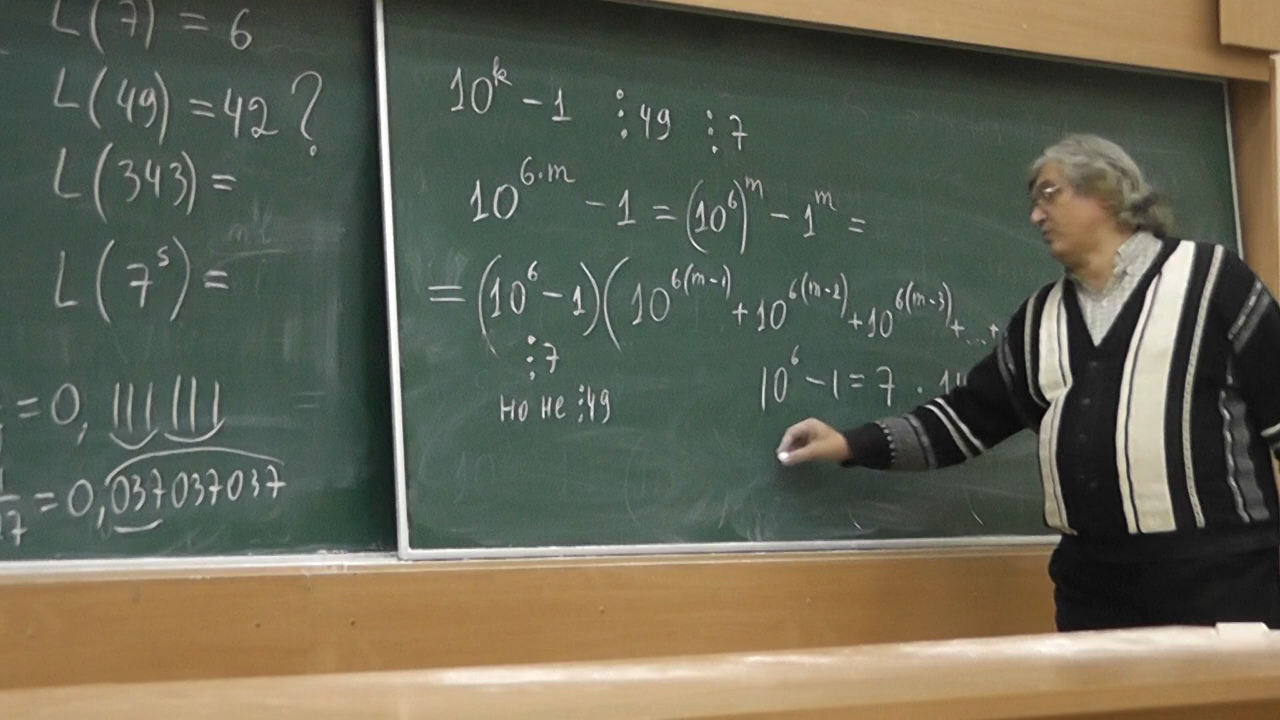 L(7) = 6
L(49) = 42 ?
L(343) =
L(7^s) =
= 0, 111 111
= 0,037037037
10^k - 1 ⋮ 49 ⋮ 7
10^{6·m} - 1 = (10^6)^m - 1^m =
= (10^6 - 1)(10^{6(m-1)} + 10^{6(m-2)} + 10^{6(m-3)} + ... +
⋮ 7
но не ⋮ 49
10^6 - 1 = 7 ·